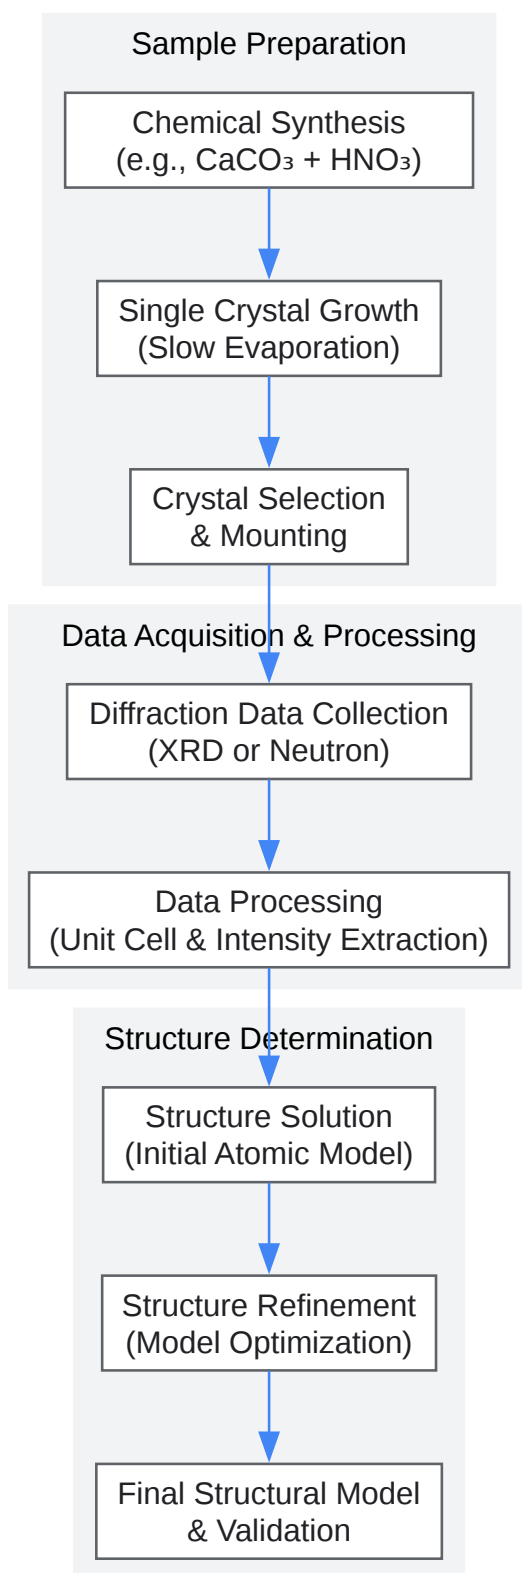 Sample Preparation
Chemical Synthesis
(e.g., CaCO₃ + HNO₃)
Single Crystal Growth
(Slow Evaporation)
Crystal Selection
& Mounting
Data Acquisition & Processing
Diffraction Data Collection
(XRD or Neutron)
Data Processing
(Unit Cell & Intensity Extraction)
Structure Determination
Structure Solution
(Initial Atomic Model)
Structure Refinement
(Model Optimization)
Final Structural Model
& Validation